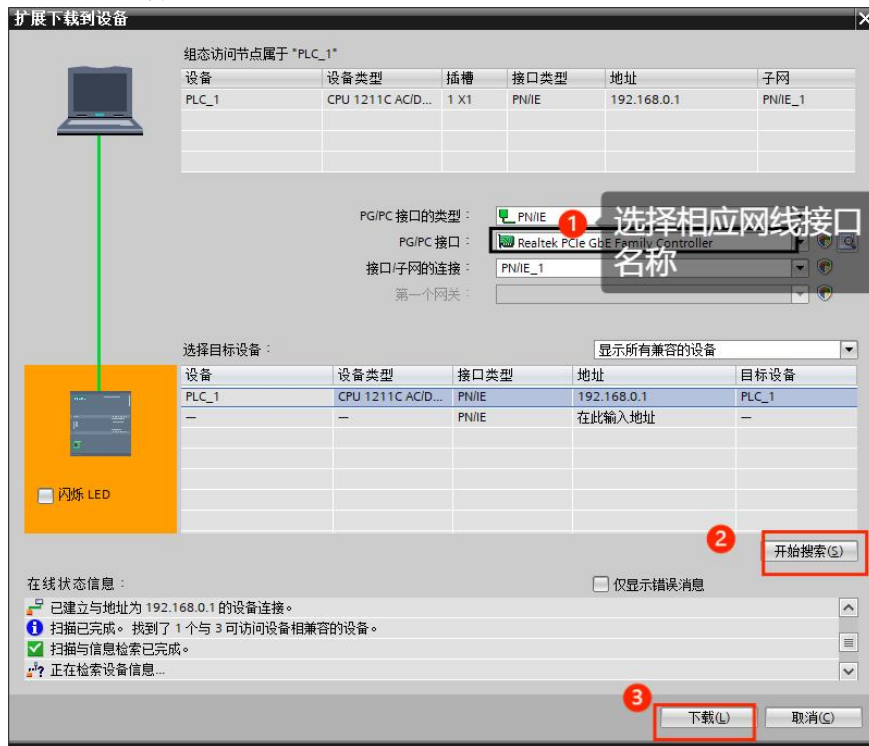 扩展下载到设备
组态访问节点属于 "PLC_1"
设备 设备类型 插槽 接口类型 地址 子网
PLC_1 CPU 1211C AC/D... 1 X1 PN/IE 192.168.0.1 PN/IE_1
PG/PC 接口的类型： PN/IE
1 选择相应网线接口名称
PG/PC 接口： Realtek PCIe GbE Family Controller
接口/子网的连接： PN/IE_1
第一个网关：
选择目标设备： 显示所有兼容的设备
设备 设备类型 接口类型 地址 目标设备
PLC_1 CPU 1211C AC/D... PN/IE 192.168.0.1 PLC_1
— — PN/IE 在此输入地址 —
闪烁 LED
2
开始搜索(S)
在线状态信息： 仅显示错误消息
已建立与地址为 192.168.0.1 的设备连接。
扫描已完成。找到了 1 个与 3 可访问设备相兼容的设备。
扫描与信息检索已完成。
正在检索设备信息...
3
下载(L) 取消(C)